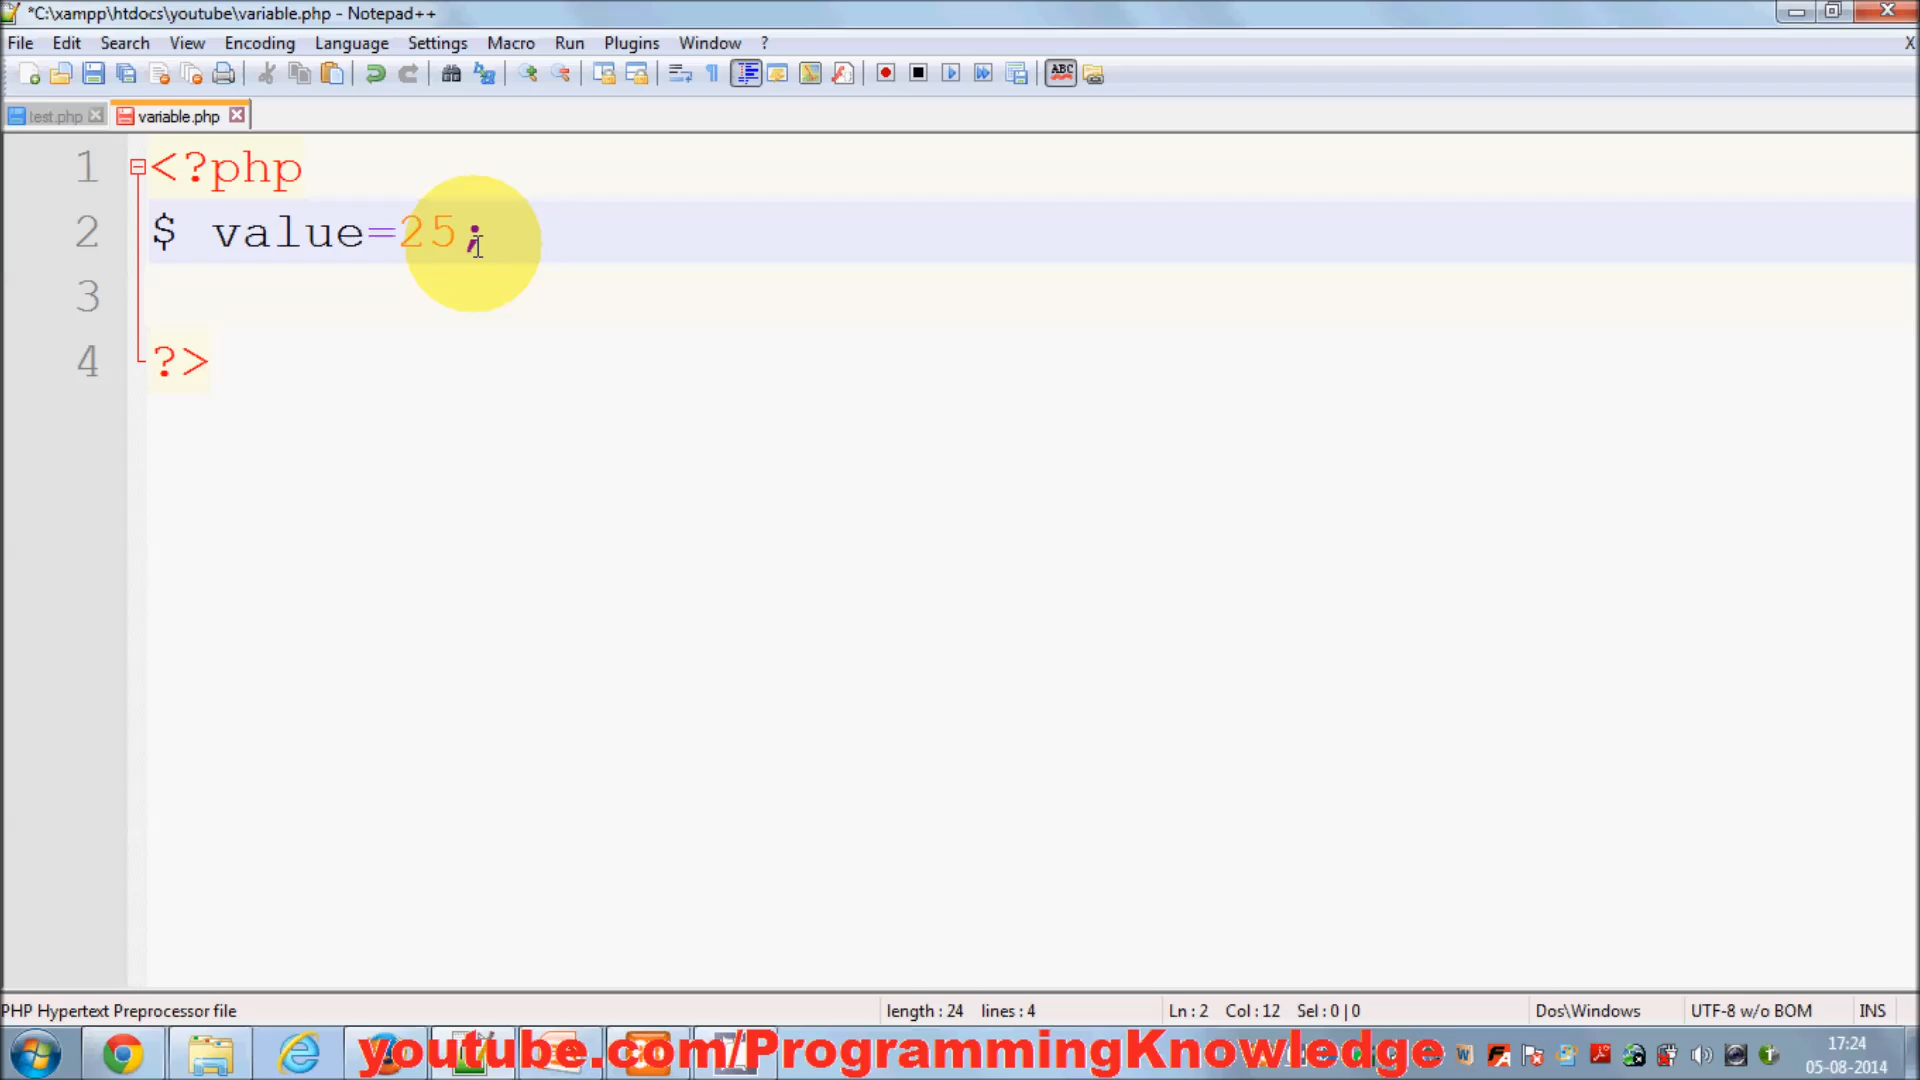 *C:\xampp\htdocs\youtube\variable.php - Notepad++
File Edit Search View Encoding Language Settings Macro Run Plugins Window ?
X
ABC
test.php variable.php
1 <?php
2 $ value=25;
3
4 ?>
PHP Hypertext Preprocessor file length : 24 lines : 4 Ln : 2 Col : 12 Sel : 0 | 0 Dos\Windows UTF-8 w/o BOM INS
youtube.com/ProgrammingKnowledge
17:24
05-08-2014